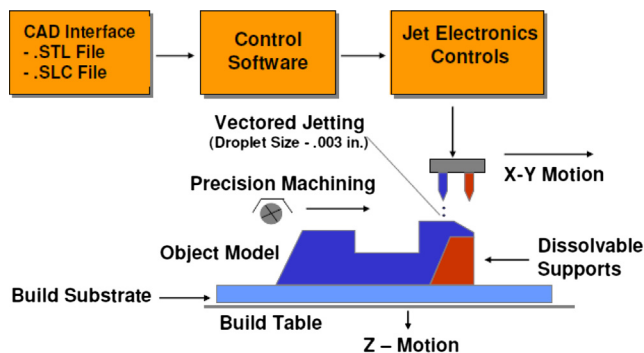 CAD Interface
- .STL File
- .SLC File
Control
Software
Jet Electronics
Controls
Vectored Jetting
(Droplet Size - .003 in.)
X-Y Motion
Precision Machining
Object Model
Dissolvable
Supports
Build Substrate
Build Table
Z – Motion